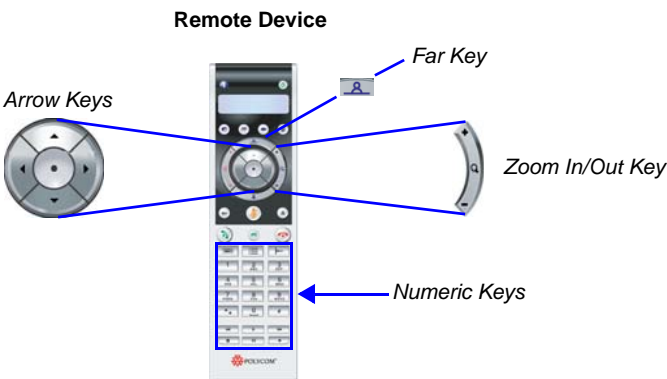 Remote Device
Far Key
Arrow Keys
Zoom In/Out Key
Numeric Keys
POLYCOM